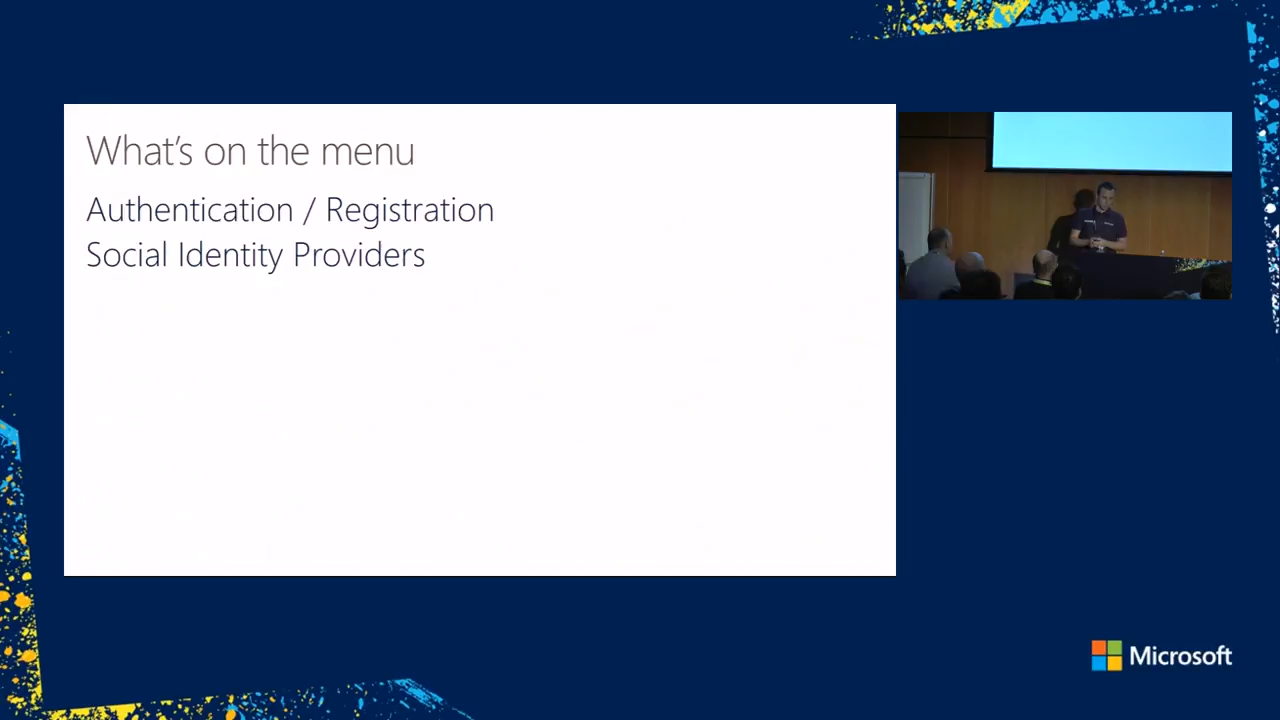 What's on the menu
Authentication / Registration
Social Identity Providers
Microsoft